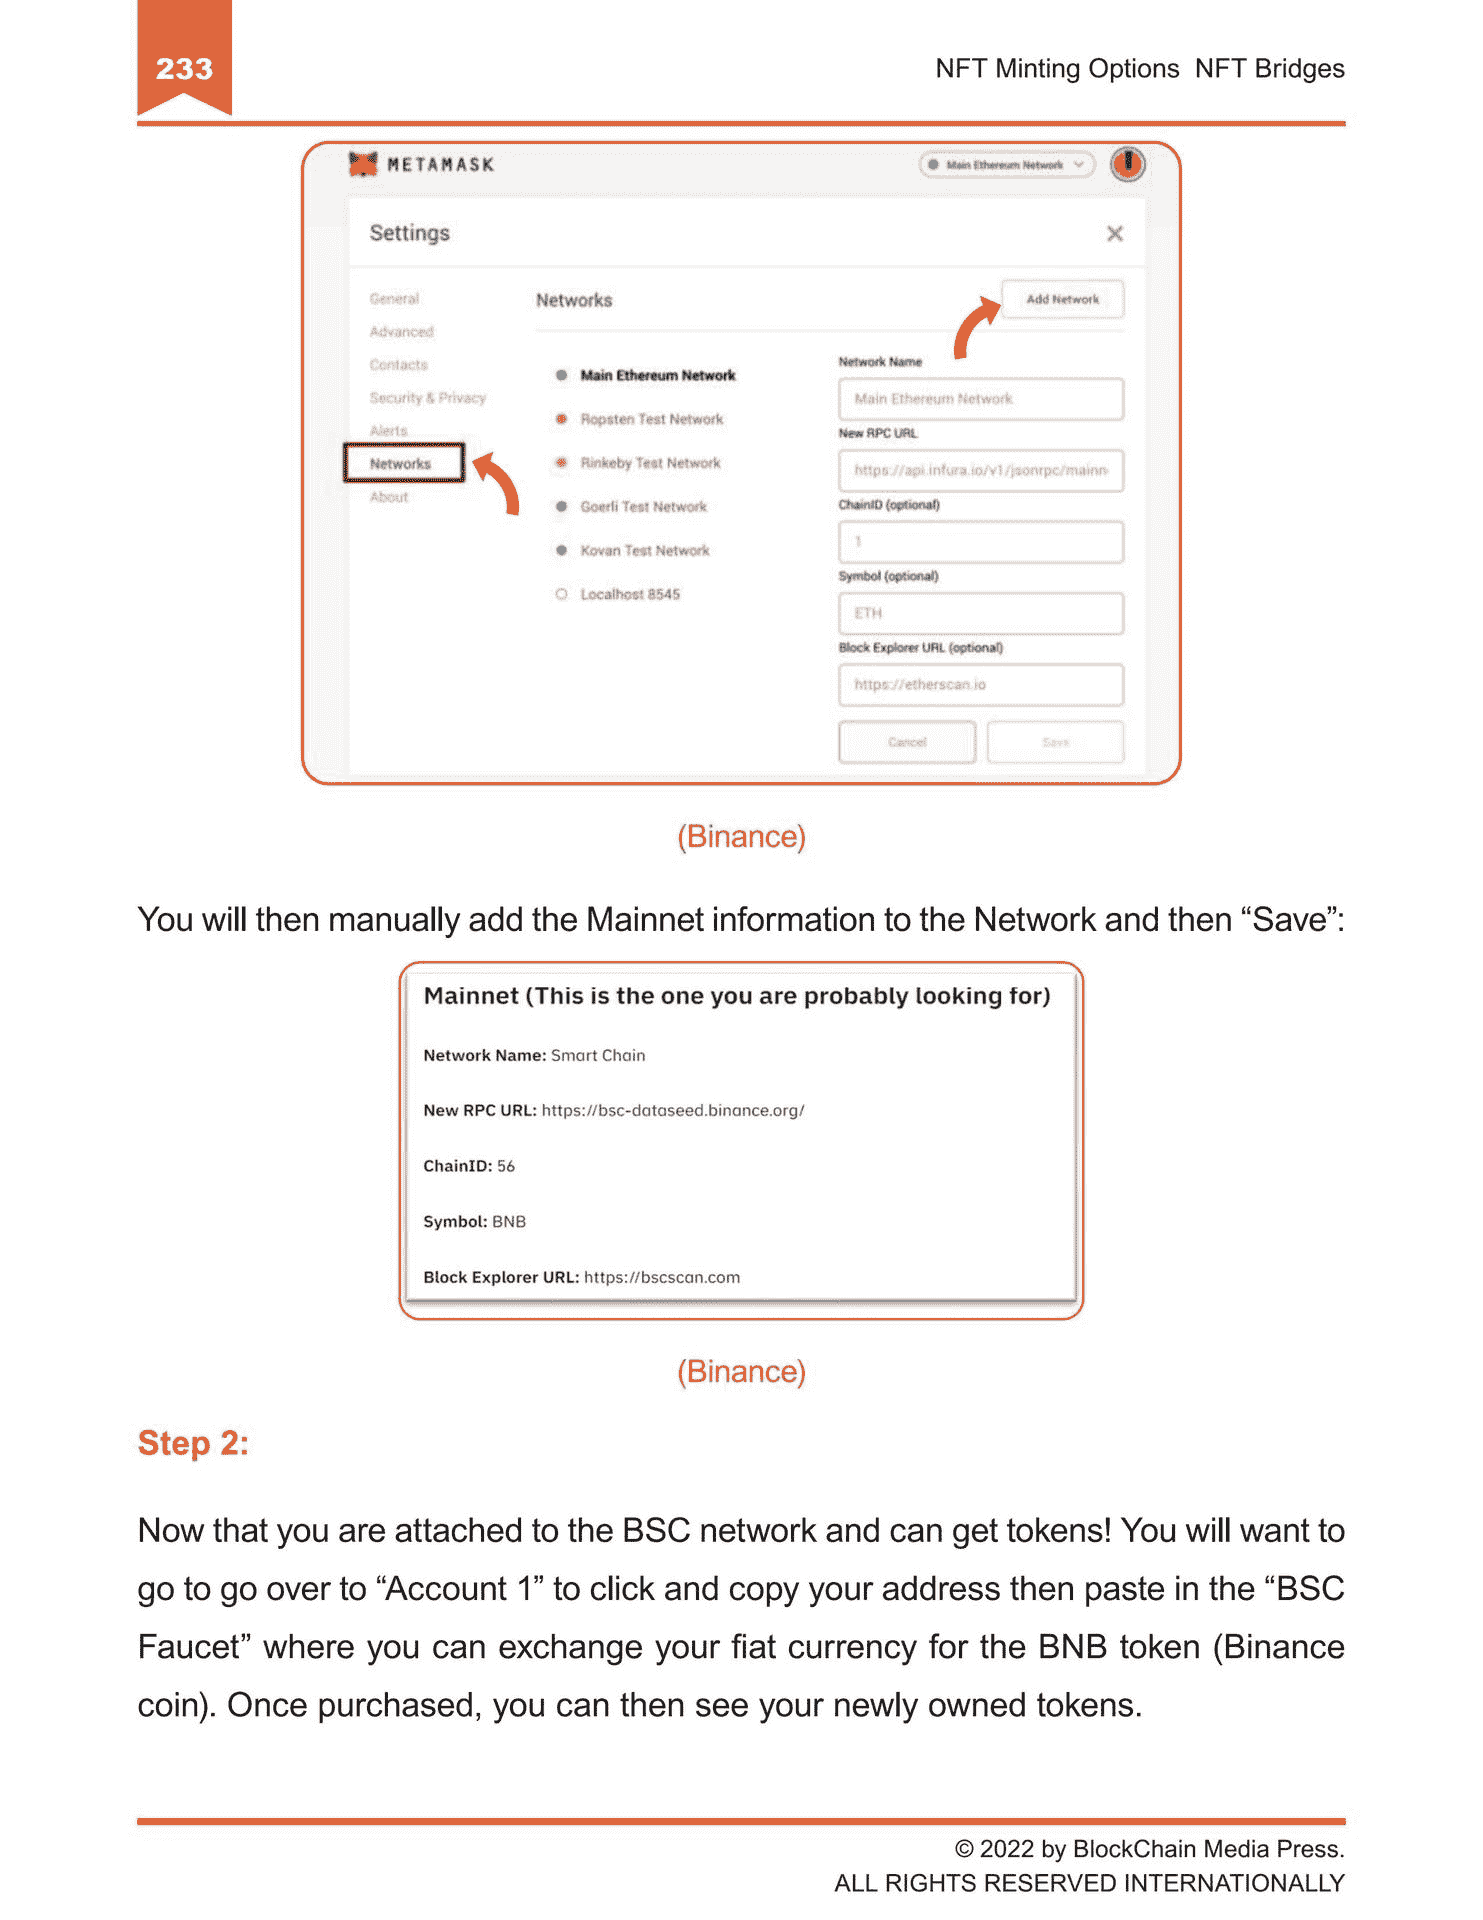 233
NFT Minting Options  NFT Bridges
METAMASK
Main Ethereum Network
Settings
General
Advanced
Contacts
Security & Privacy
Alerts
Networks
About
Networks
Add Network
Main Ethereum Network
Ropsten Test Network
Rinkeby Test Network
Goerli Test Network
Kovan Test Network
Localhost 8545
Network Name
Main Ethereum Network
New RPC URL
https://api.infura.io/v1/jsonrpc/mainn
ChainID (optional)
1
Symbol (optional)
ETH
Block Explorer URL (optional)
https://etherscan.io
Cancel
Save
(Binance)
You will then manually add the Mainnet information to the Network and then “Save”:
Mainnet (This is the one you are probably looking for)
Network Name: Smart Chain
New RPC URL: https://bsc-dataseed.binance.org/
ChainID: 56
Symbol: BNB
Block Explorer URL: https://bscscan.com
(Binance)
Step 2:
Now that you are attached to the BSC network and can get tokens! You will want to
go to go over to “Account 1” to click and copy your address then paste in the “BSC
Faucet” where you can exchange your fiat currency for the BNB token (Binance
coin). Once purchased, you can then see your newly owned tokens.
© 2022 by BlockChain Media Press.
ALL RIGHTS RESERVED INTERNATIONALLY